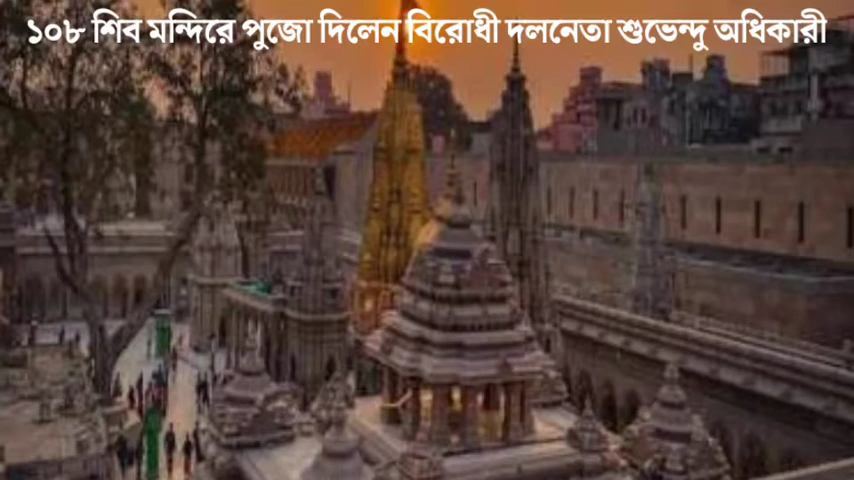 ১০৮ শিব মন্দিরে পুজো দিলেন বিরোধী দলনেতা শুভেন্দু অধিকারী